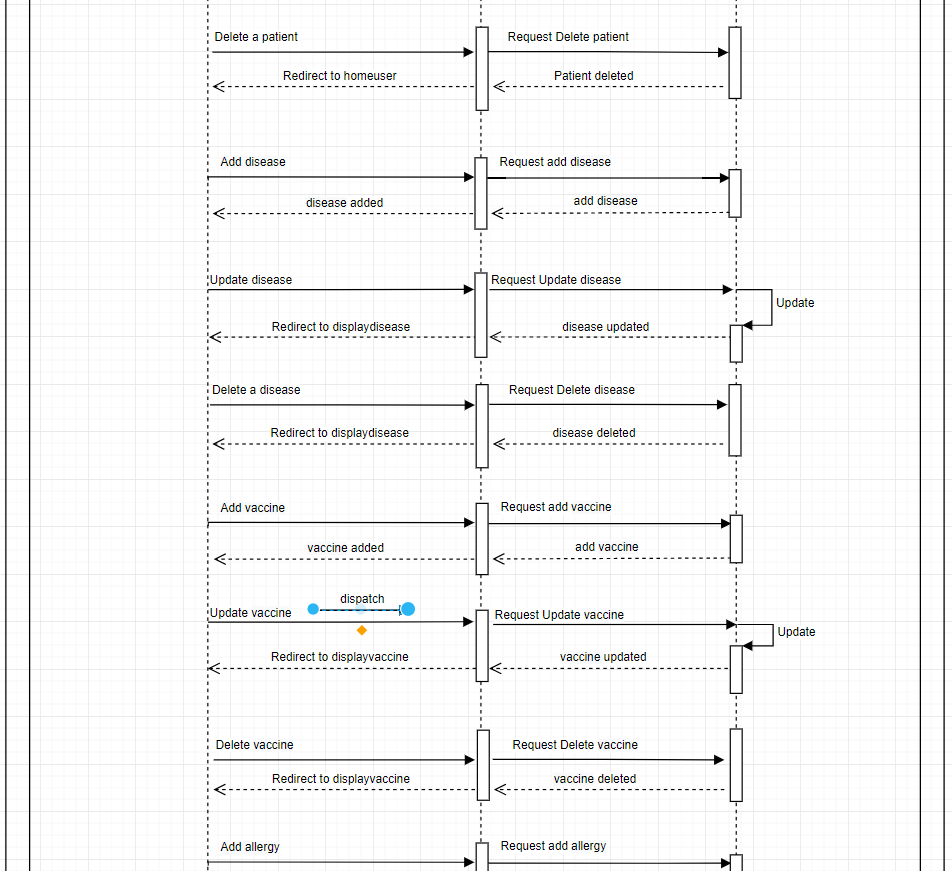 Delete a patient
Request Delete patient
Redirect to homeuser
Patient deleted
Add disease
Request add disease
disease added
add disease
Update disease
Request Update disease
Update
Redirect to displaydisease
disease updated
Delete a disease
Request Delete disease
Redirect to displaydisease
disease deleted
Add vaccine
Request add vaccine
vaccine added
add vaccine
dispatch
Update vaccine
Request Update vaccine
Update
Redirect to displayvaccine
vaccine updated
Delete vaccine
Request Delete vaccine
Redirect to displayvaccine
vaccine deleted
Add allergy
Request add allergy